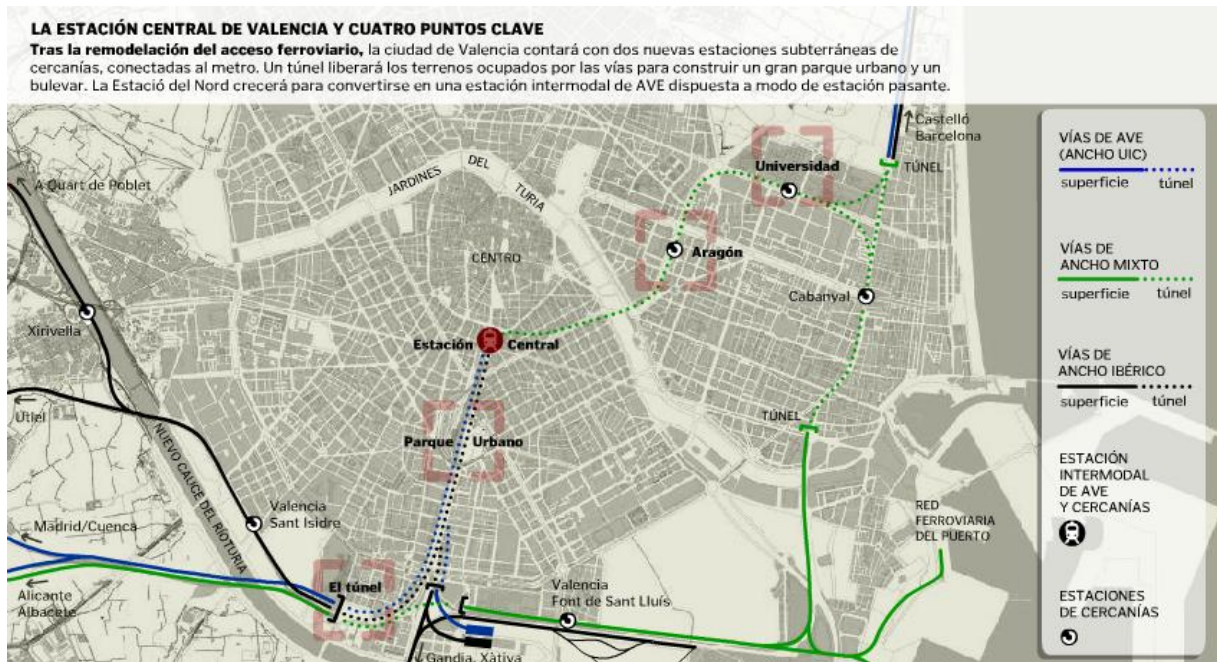 LA ESTACIÓN CENTRAL DE VALENCIA Y CUATRO PUNTOS CLAVE
Tras la remodelación del acceso ferroviario, la ciudad de Valencia contará con dos nuevas estaciones subterráneas de
cercanías, conectadas al metro. Un túnel liberará los terrenos ocupados por las vías para construir un gran parque urbano y un
bulevar. La Estació del Nord crecerá para convertirse en una estación intermodal de AVE dispuesta a modo de estación pasante.
Castelló
Barcelona
TÚNEL
Universidad
A Quart de Poblet
JARDINES DEL TURIA
Aragón
CENTRO
Cabanyal
Xirivella
Estación Central
Utiel
TÚNEL
Parque Urbano
NUEVO CAUCE DEL RÍOTURIA
Valencia
Sant Isidre
Madrid/Cuenca
RED
FERROVIARIA
DEL PUERTO
El túnel
Valencia
Font de Sant Lluís
Alicante
Albacete
Gandia, Xàtiva
VÍAS DE AVE
(ANCHO UIC)
superficie túnel
VÍAS DE
ANCHO MIXTO
superficie túnel
VÍAS DE
ANCHO IBÉRICO
superficie túnel
ESTACIÓN
INTERMODAL
DE AVE
Y CERCANÍAS
ESTACIONES
DE CERCANÍAS